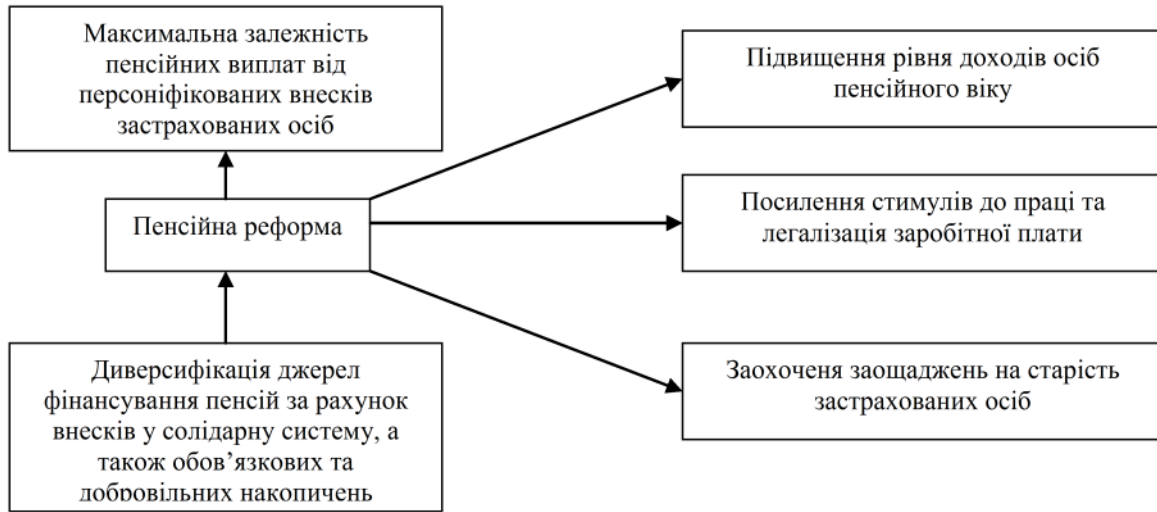 Максимальна залежність
пенсійних виплат від
персоніфікованих внесків
застрахованих осіб
Підвищення рівня доходів осіб
пенсійного віку
Пенсійна реформа
Посилення стимулів до праці та
легалізація заробітної плати
Диверсифікація джерел
фінансування пенсій за рахунок
внесків у солідарну систему, а
також обов’язкових та
добровільних накопичень
Заохоченя заощаджень на старість
застрахованих осіб